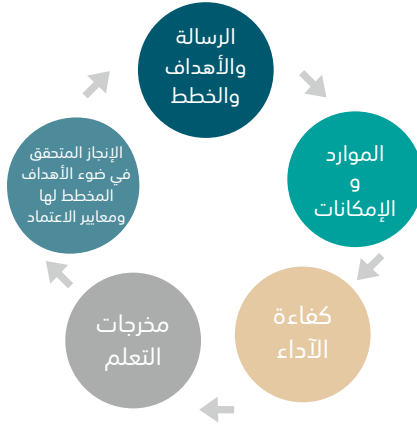 الرسالة
والأهداف
والخطط
الموارد
و
الإمكانات
كفاءة
الآداء
مخرجات
التعلم
الإنجاز المتحقق
في ضوء الأهداف
المخطط لها
ومعايير الاعتماد